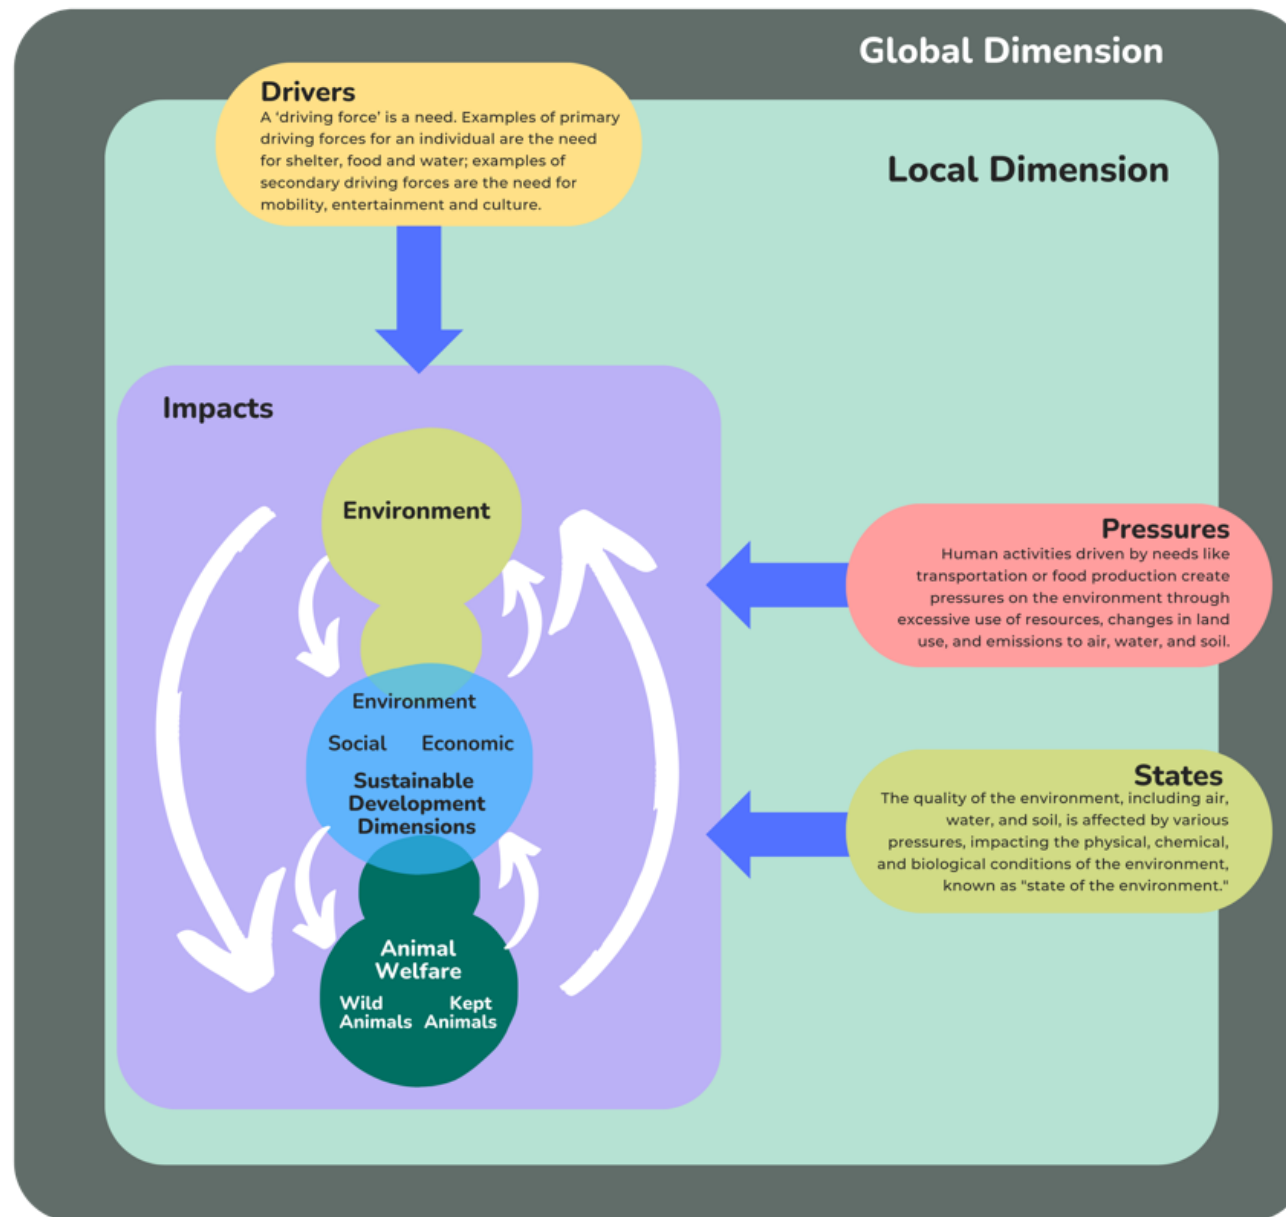 Global Dimension
Drivers
A ‘driving force’ is a need. Examples of primary
driving forces for an individual are the need
for shelter, food and water; examples of
secondary driving forces are the need for
mobility, entertainment and culture.
Local Dimension
Impacts
Environment
Pressures
Human activities driven by needs like
transportation or food production create
pressures on the environment through
excessive use of resources, changes in land
use, and emissions to air, water, and soil.
Environment
Social Economic
Sustainable
Development
Dimensions
States
The quality of the environment, including air,
water, and soil, is affected by various
pressures, impacting the physical, chemical,
and biological conditions of the environment,
known as "state of the environment."
Animal
Welfare
Wild
Animals
Kept
Animals